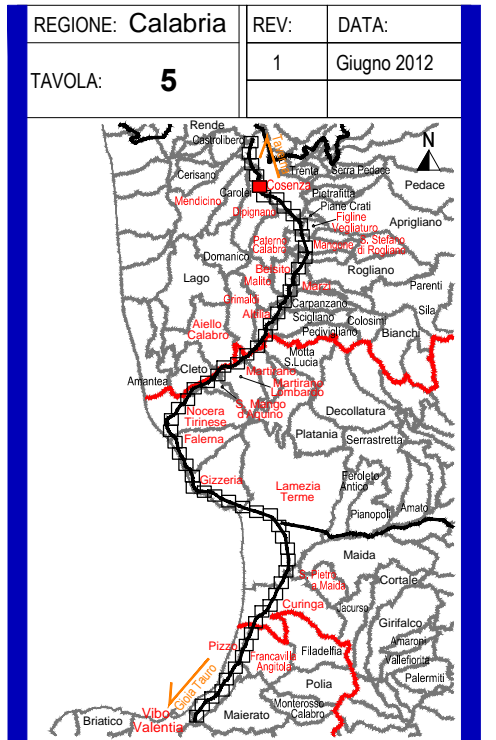 REGIONE: Calabria
REV:
DATA:
TAVOLA: 5
1
Giugno 2012
Rende
Castrolibero
N
Trenta
Serra Pedace
Cerisano
Pedace
Cosenza
Carolei
Mendicino
Pietrafitta
Piane Crati
Dipignano
Figline
Vegliaturo
Aprigliano
Paterno
Calabro
Mangone
S. Stefano
di Rogliano
Domanico
Belsito
Rogliano
Lago
Malito
Marzi
Parenti
Grimaldi
Carpanzano
Sila
Altilia
Scigliano
Colosimi
Aiello
Calabro
Pedivigliano
Bianchi
Motta
S.Lucia
Cleto
Martirano
Amantea
Martirano
Lombardo
S. Mango
d'Aquino
Nocera
Tirinese
Decollatura
Platania
Serrastretta
Falerna
Gizzeria
Lamezia
Terme
Feroleto
Antico
Pianopoli
Amato
Maida
S. Pietro
a Maida
Cortale
Curinga
Jacurso
Girifalco
Amaroni
Pizzo
Francavilla
Angitola
Filadelfia
Vallefiorita
Palermiti
Gioia Tauro
Polia
Monterosso
Calabro
Briatico
Vibo
Valentia
Maierato